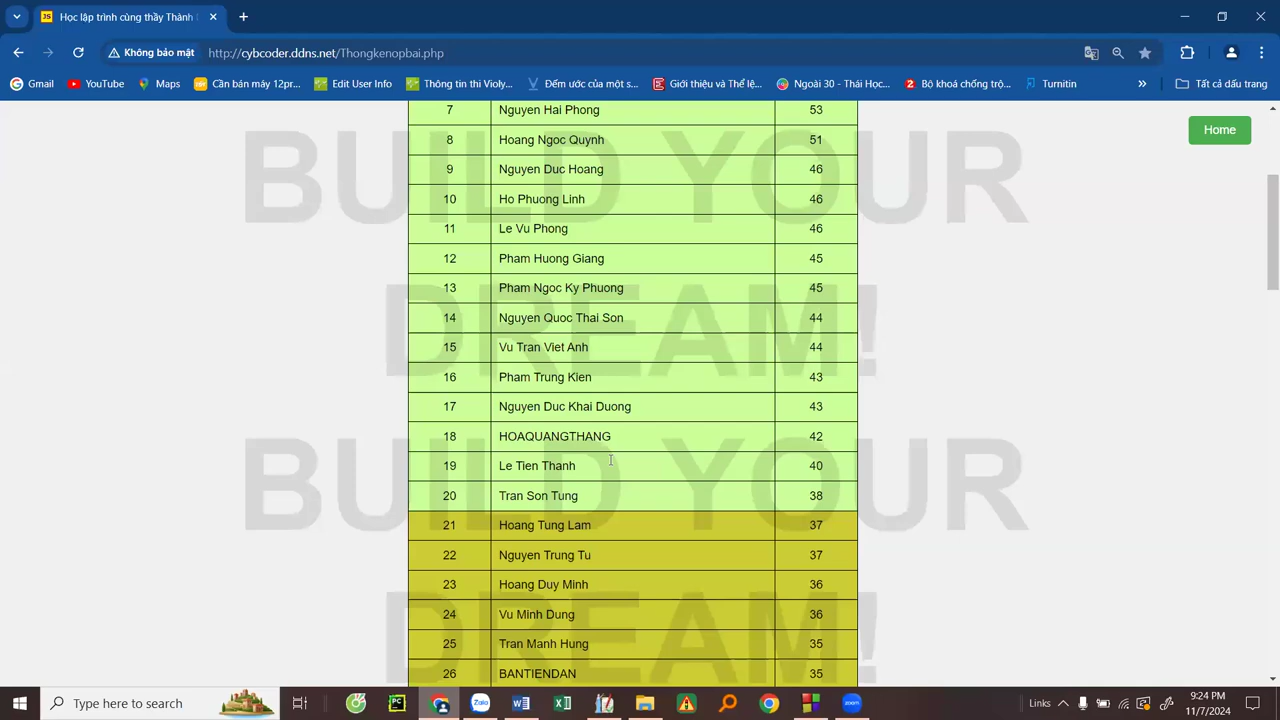 JS Học lập trình cùng thầy Thành
Không bảo mật http://cybcoder.ddns.net/Thongkenopbai.php
Gmail YouTube Maps Cần bán máy 12pr... Edit User Info Thông tin thi Violy... Đếm ước của một s... Giới thiệu và Thể lệ... Ngoài 30 - Thái Học... Bộ khoá chống trộ... Turnitin Tất cả dấu trang
Home
BUILD YOUR
DREAM!
BUILD YOUR
DREAM!
7 Nguyen Hai Phong 53
8 Hoang Ngoc Quynh 51
9 Nguyen Duc Hoang 46
10 Ho Phuong Linh 46
11 Le Vu Phong 46
12 Pham Huong Giang 45
13 Pham Ngoc Ky Phuong 45
14 Nguyen Quoc Thai Son 44
15 Vu Tran Viet Anh 44
16 Pham Trung Kien 43
17 Nguyen Duc Khai Duong 43
18 HOAQUANGTHANG 42
19 Le Tien Thanh 40
20 Tran Son Tung 38
21 Hoang Tung Lam 37
22 Nguyen Trung Tu 37
23 Hoang Duy Minh 36
24 Vu Minh Dung 36
25 Tran Manh Hung 35
26 BANTIENDAN 35
Type here to search
Links
9:24 PM
11/7/2024